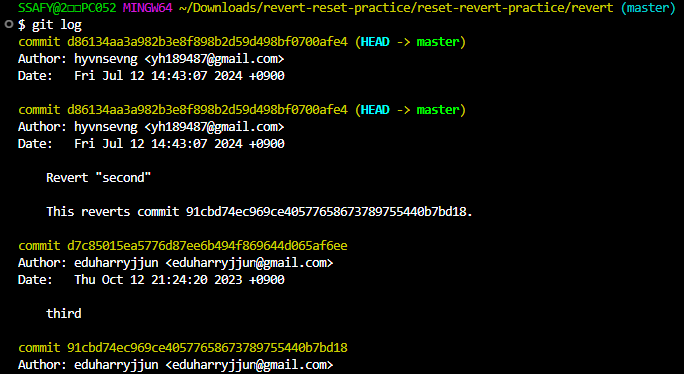 SSAFY@2□□PC052 MINGW64 ~/Downloads/revert-reset-practice/reset-revert-practice/revert (master)
$ git log
commit d86134aa3a982b3e8f898b2d59d498bf0700afe4 (HEAD -> master)
Author: hyvnsevng <yh189487@gmail.com>
Date:   Fri Jul 12 14:43:07 2024 +0900
commit d86134aa3a982b3e8f898b2d59d498bf0700afe4 (HEAD -> master)
Author: hyvnsevng <yh189487@gmail.com>
Date:   Fri Jul 12 14:43:07 2024 +0900
    Revert "second"
    This reverts commit 91cbd74ec969ce40577658673789755440b7bd18.
commit d7c85015ea5776d87ee6b494f869644d065af6ee
Author: eduharryjjun <eduharryjjun@gmail.com>
Date:   Thu Oct 12 21:24:20 2023 +0900
    third
commit 91cbd74ec969ce40577658673789755440b7bd18
Author: eduharryjjun <eduharryjjun@gmail.com>